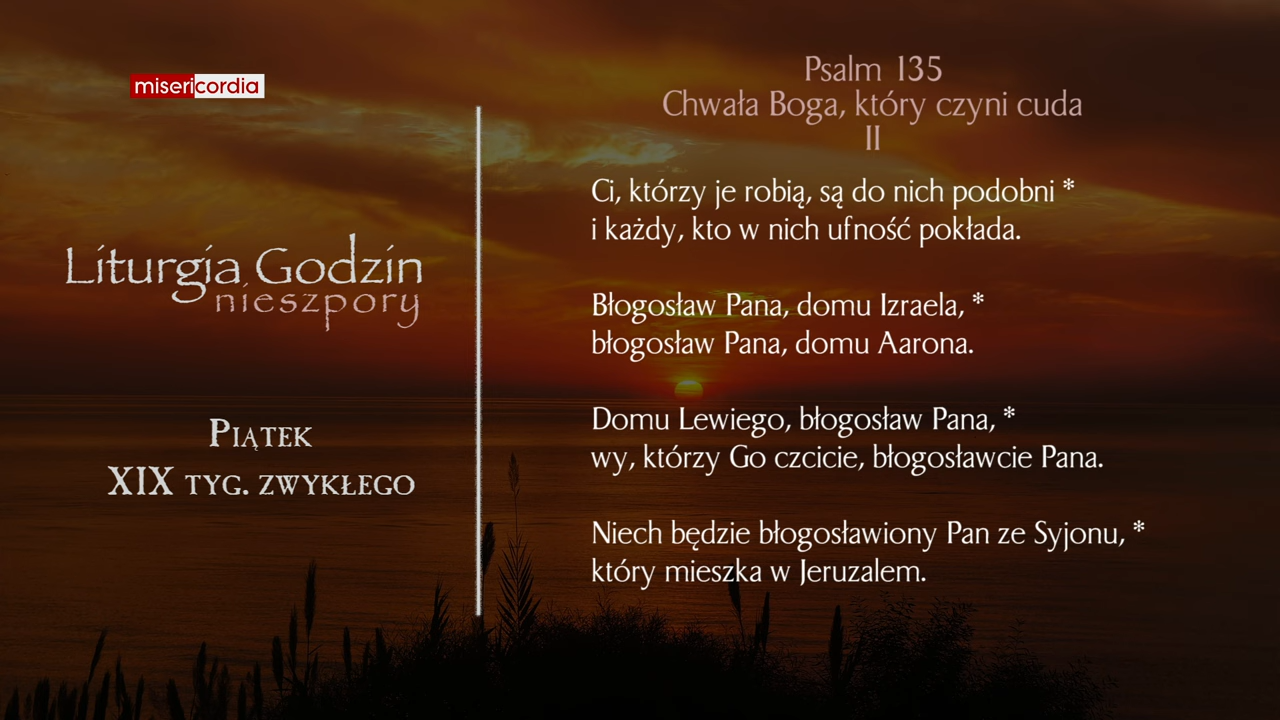 misericordia
Liturgia Godzin
nieszpory
Piątek
XIX tyg. zwykłego
Psalm 135
Chwała Boga, który czyni cuda
II
Ci, którzy je robią, są do nich podobni *
i każdy, kto w nich ufność pokłada.
Błogosław Pana, domu Izraela, *
błogosław Pana, domu Aarona.
Domu Lewiego, błogosław Pana, *
wy, którzy Go czcicie, błogosławcie Pana.
Niech będzie błogosławiony Pan ze Syjonu, *
który mieszka w Jeruzalem.